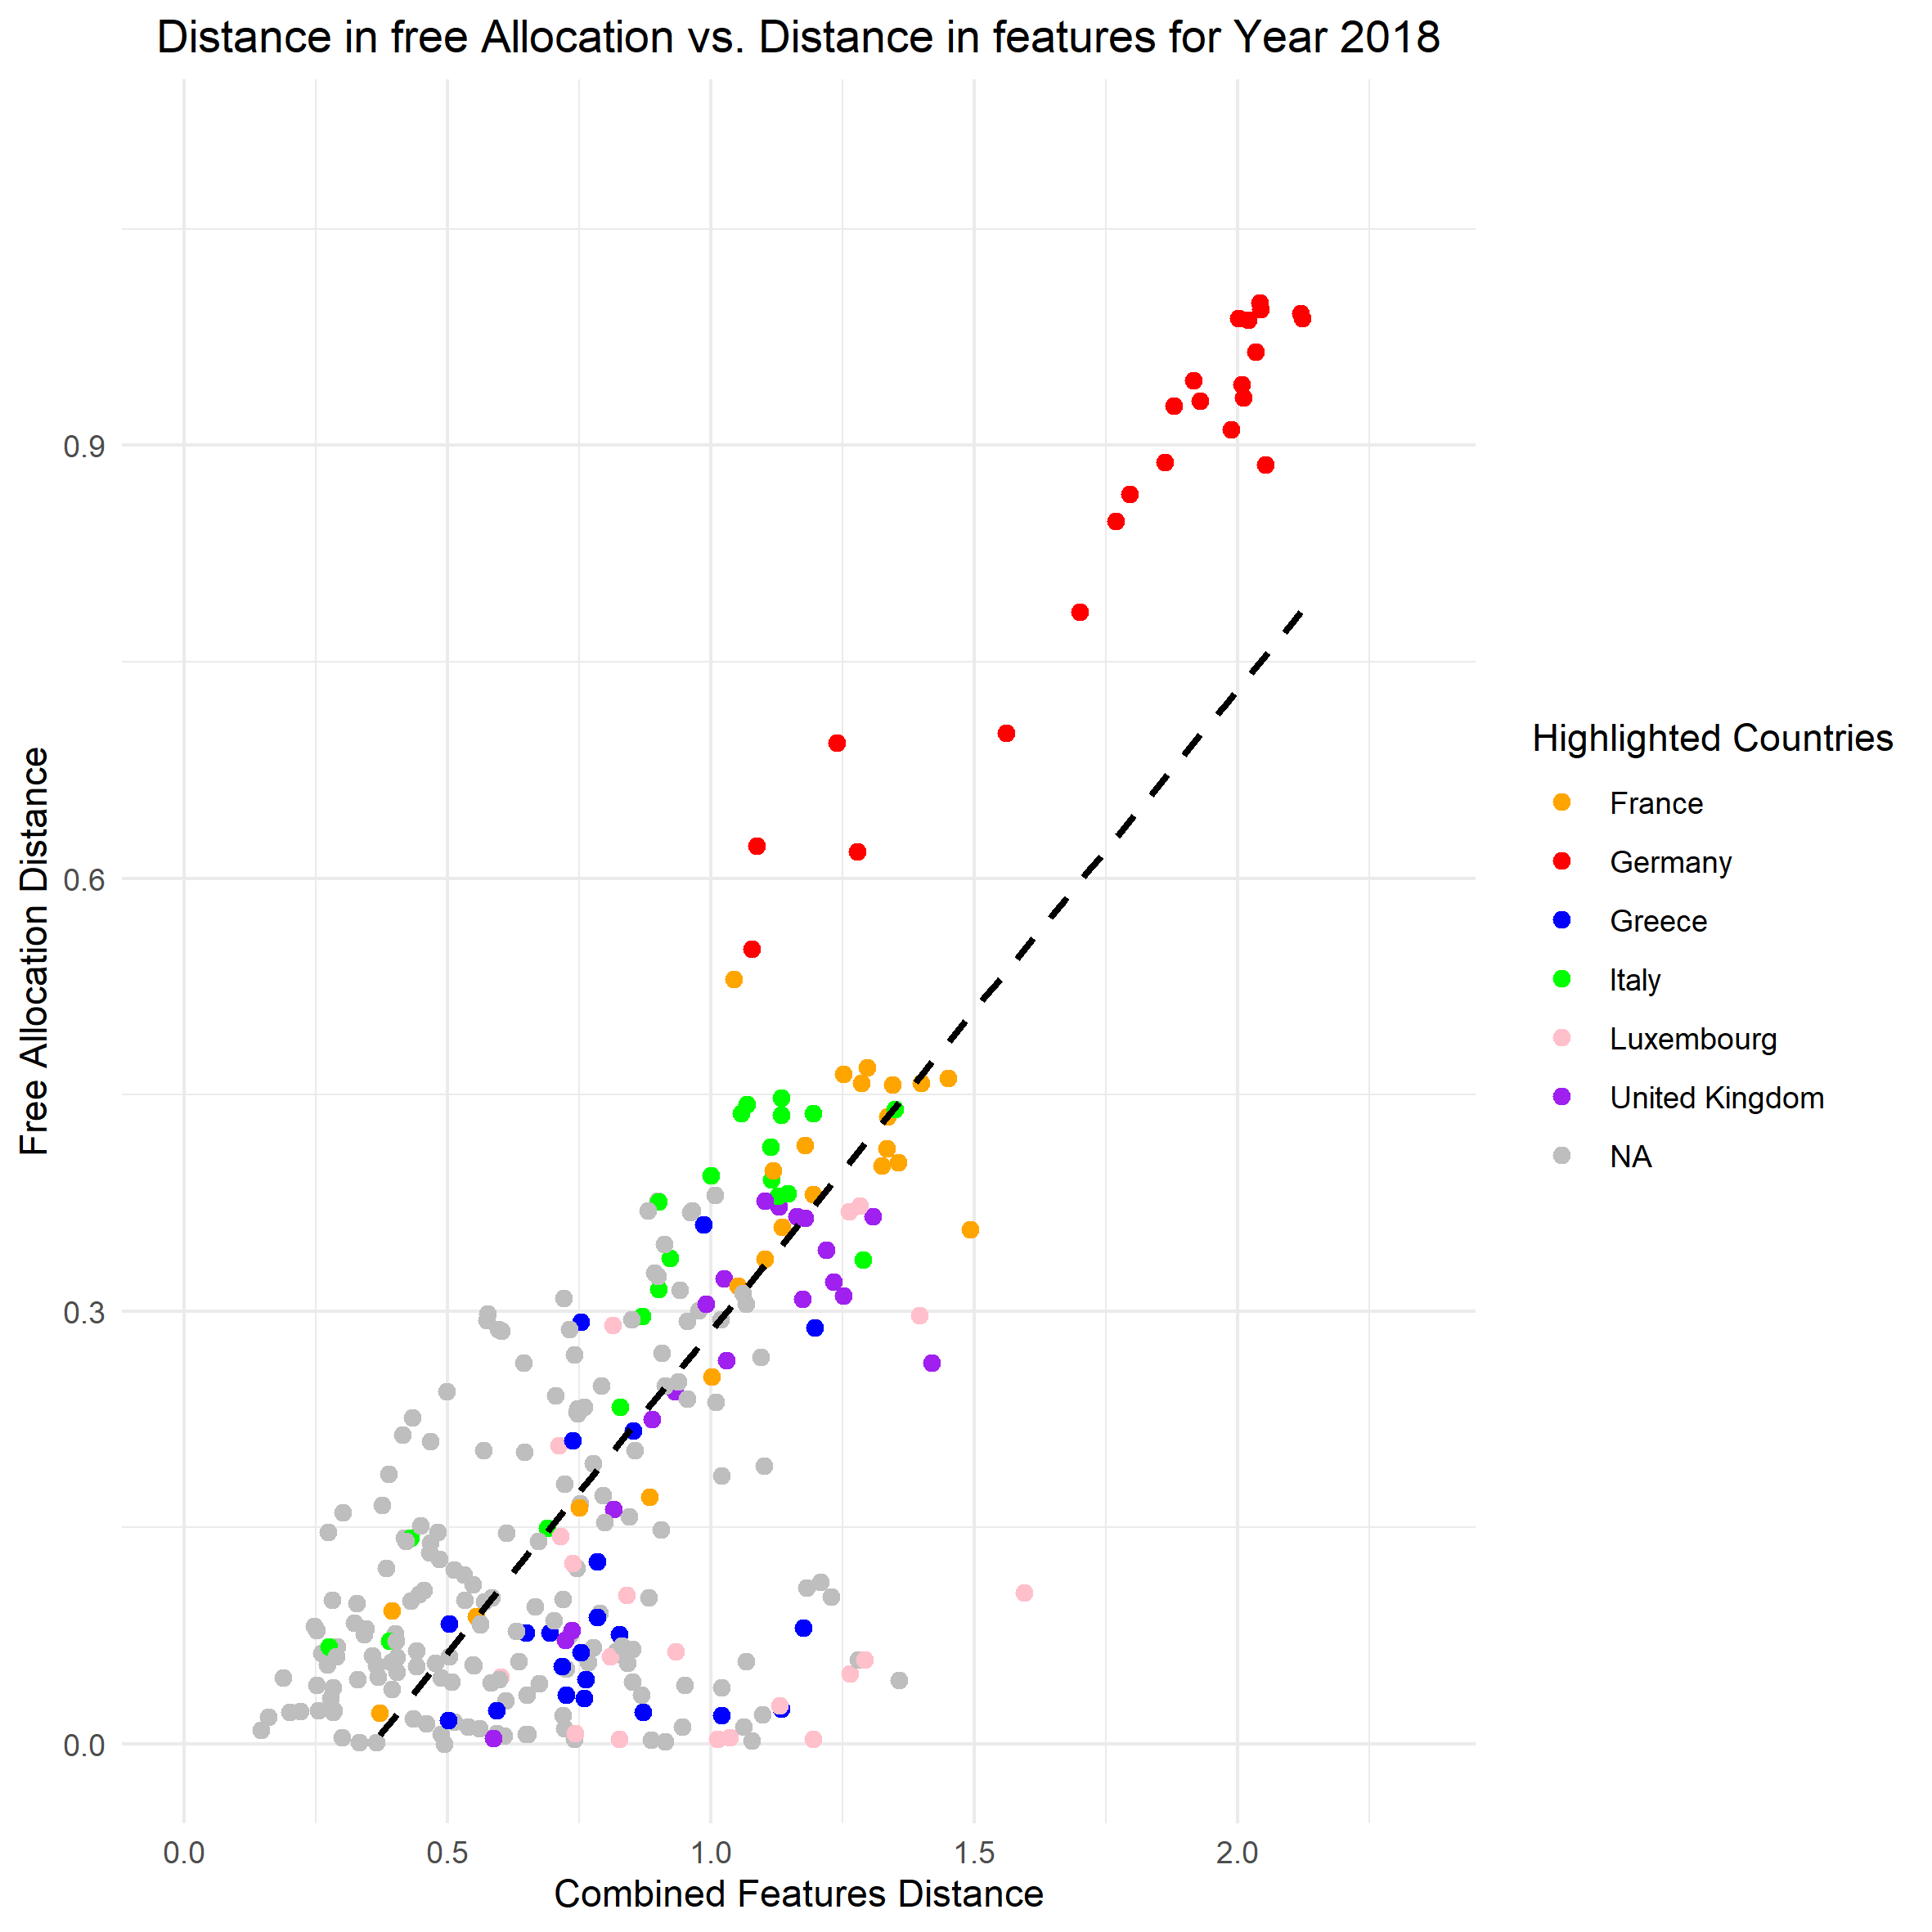 Distance in free Allocation vs. Distance in features for Year 2018
Free Allocation Distance
0.9
0.6
0.3
0.0
0.0
0.5
1.0
1.5
2.0
Combined Features Distance
Highlighted Countries
France
Germany
Greece
Italy
Luxembourg
United Kingdom
NA